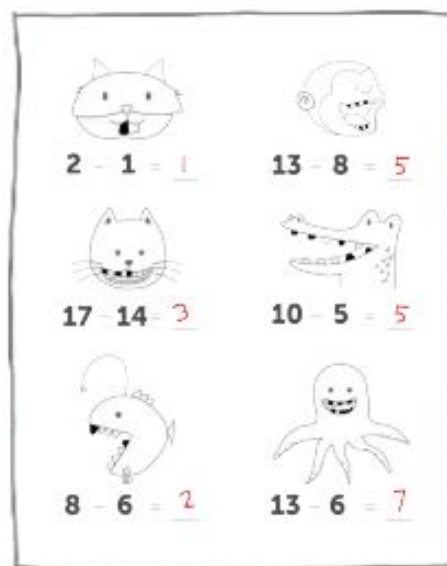 2 - 1 = 1
13 - 8 = 5
17 - 14 = 3
10 - 5 = 5
8 - 6 = 2
13 - 6 = 7